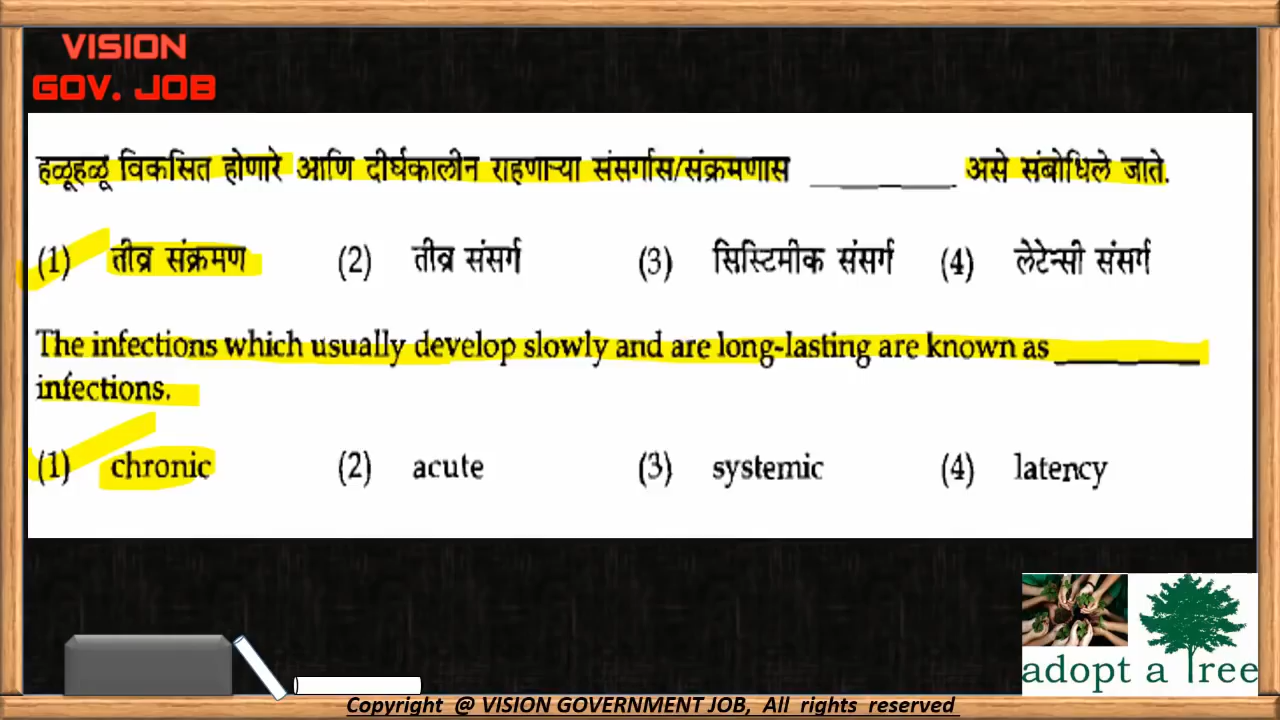 VISION
GOV. JOB
हळूहळू विकसित होणारे आणि दीर्घकालीन राहणाऱ्या संसर्गास/संक्रमणास __________ असे संबोधिले जाते.
(1) तीव्र संक्रमण (2) तीब्र संसर्ग (3) सिस्टिमीक संसर्ग (4) लेटेन्सी संसर्ग
The infections which usually develop slowly and are long-lasting are known as __________
infections.
(1) chronic (2) acute (3) systemic (4) latency
adopt a Tree
Copyright @ VISION GOVERNMENT JOB, All rights reserved